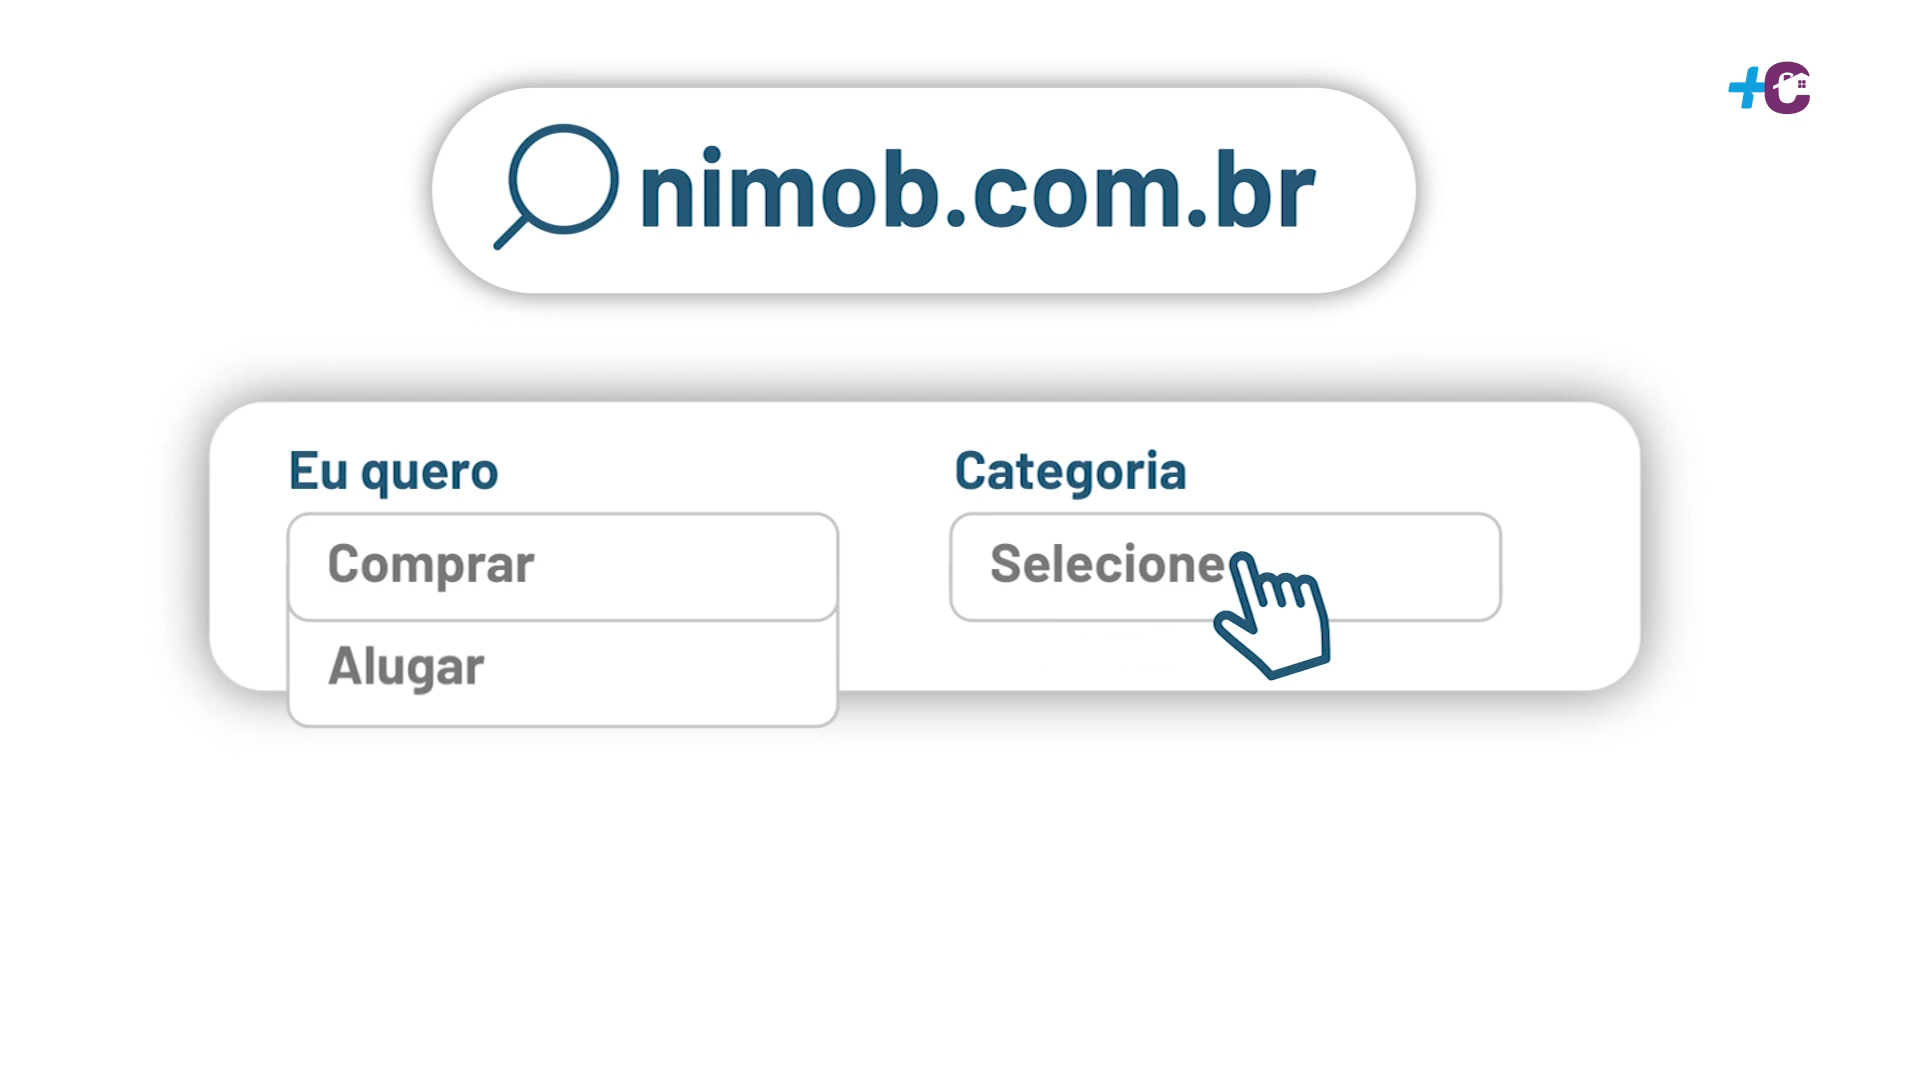 +C
nimob.com.br
Eu quero
Categoria
Comprar
Selecione
Alugar